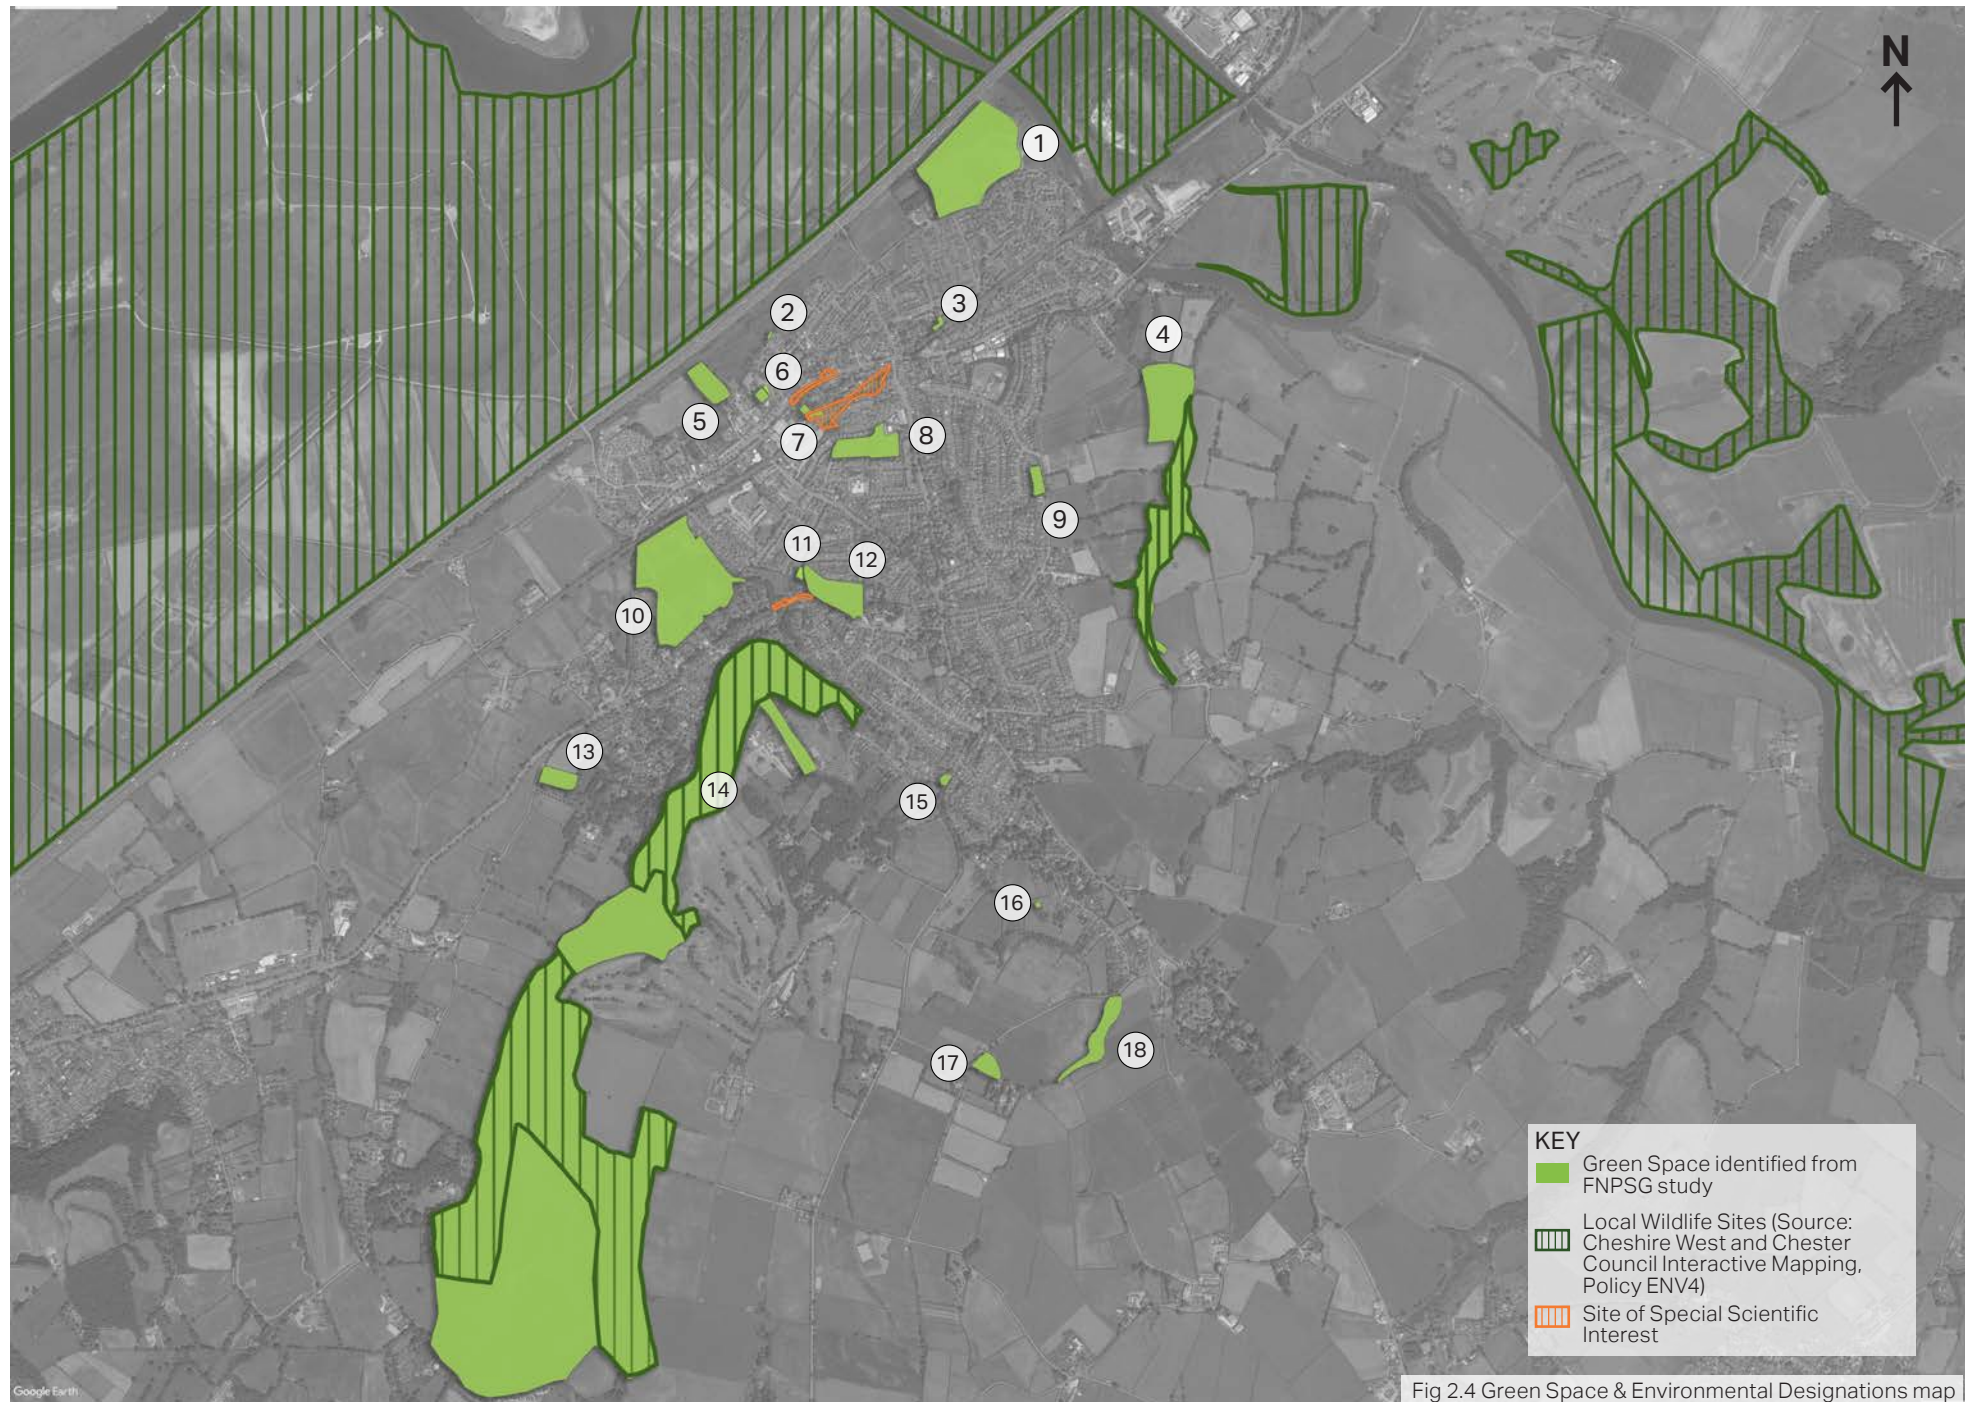 N
1
2
3
4
5
6
7
8
9
10
11
12
13
14
15
16
17
18
KEY
Green Space identified from
FNPSG study
Local Wildlife Sites (Source:
Cheshire West and Chester
Council Interactive Mapping,
Policy ENV4)
Site of Special Scientific
Interest
Google Earth
Fig 2.4 Green Space & Environmental Designations map